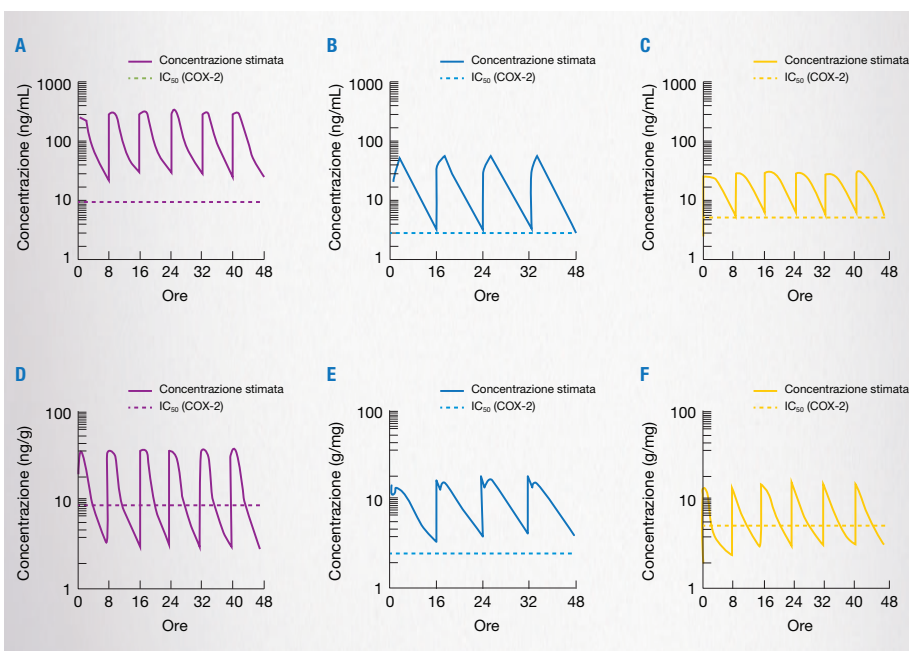 A
Concentrazione stimata
IC50 (COX-2)
Concentrazione (ng/mL)
1000
100
10
1
0 8 16 24 32 40 48
Ore
B
Concentrazione stimata
IC50 (COX-2)
Concentrazione (ng/mL)
1000
100
10
1
0 16 24 32 48
Ore
C
Concentrazione stimata
IC50 (COX-2)
Concentrazione (ng/mL)
1000
100
10
1
0 8 16 24 32 40 48
Ore
D
Concentrazione stimata
IC50 (COX-2)
Concentrazione (ng/g)
100
10
1
0 8 16 24 32 40 48
Ore
E
Concentrazione stimata
IC50 (COX-2)
Concentrazione (g/mg)
100
10
1
0 16 24 32 48
Ore
F
Concentrazione stimata
IC50 (COX-2)
Concentrazione (g/mg)
100
10
1
0 8 16 24 32 40 48
Ore